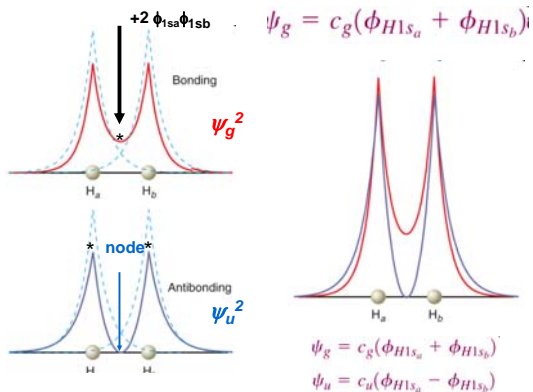 +2 ϕ1saϕ1sb
Bonding
*
ψg²
Ha Hb
* node *
Antibonding
ψu²
H
ψg = cg(ϕH1sa + ϕH1sb)
Ha Hb
ψg = cg(ϕH1sa + ϕH1sb)
ψu = cu(ϕH1sa − ϕH1sb)